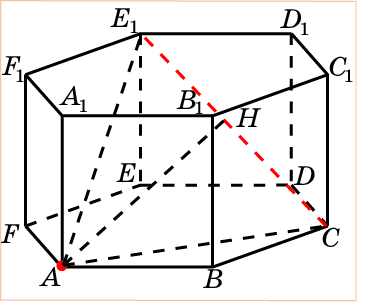 E₁ D₁
F₁ C₁
A₁ B₁ H
E D
F C
A B